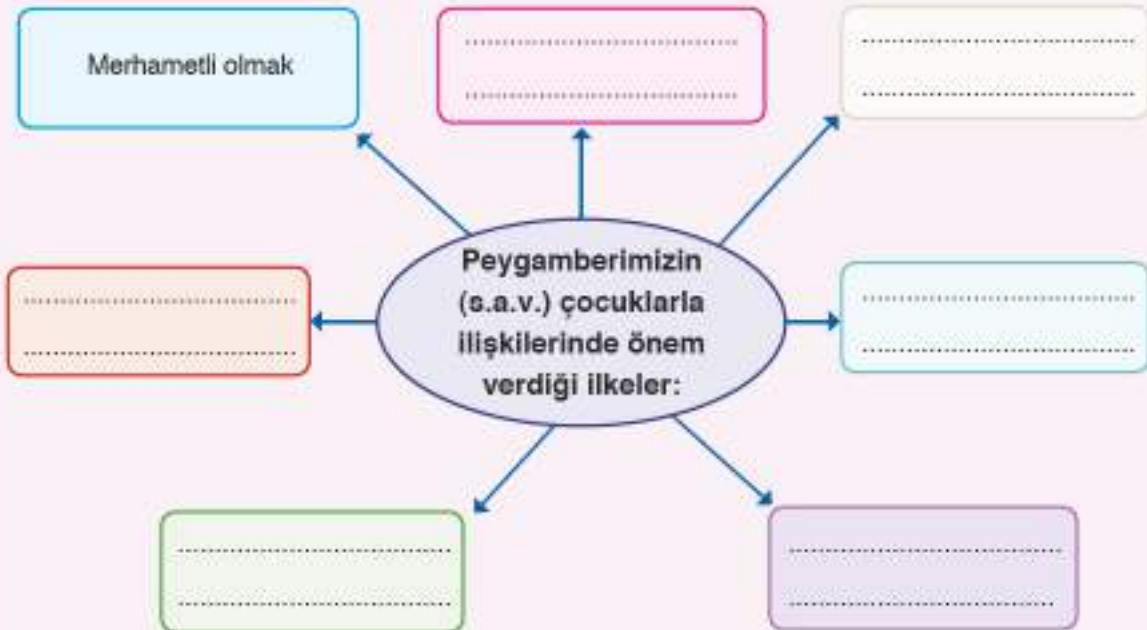 Merhametli olmak
Peygamberimizin
(s.a.v.) çocuklarla
ilişkilerinde önem
verdiği ilkeler: